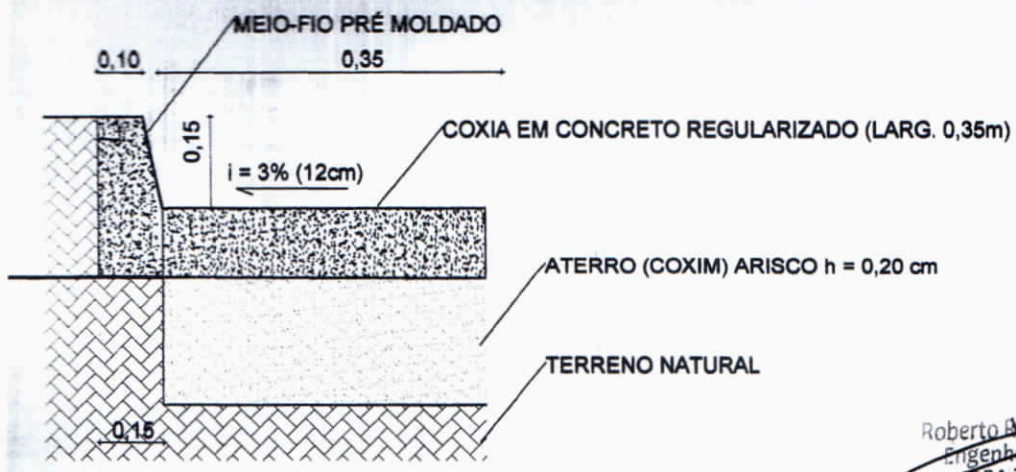 MEIO-FIO PRÉ MOLDADO
0,10
0,35
0,15
COXIA EM CONCRETO REGULARIZADO (LARG. 0,35m)
i = 3% (12cm)
ATERRO (COXIM) ARISCO h = 0,20 cm
TERRENO NATURAL
0,15
Roberto